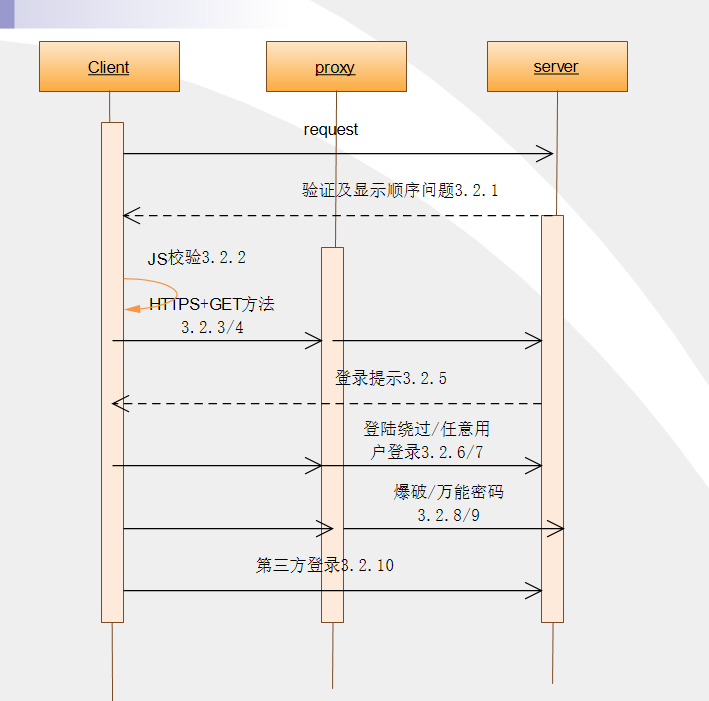 Client
proxy
server
request
验证及显示顺序问题3.2.1
JS校验3.2.2
HTTPS+GET方法
3.2.3/4
登录提示3.2.5
登陆绕过/任意用
户登录3.2.6/7
爆破/万能密码
3.2.8/9
第三方登录3.2.10